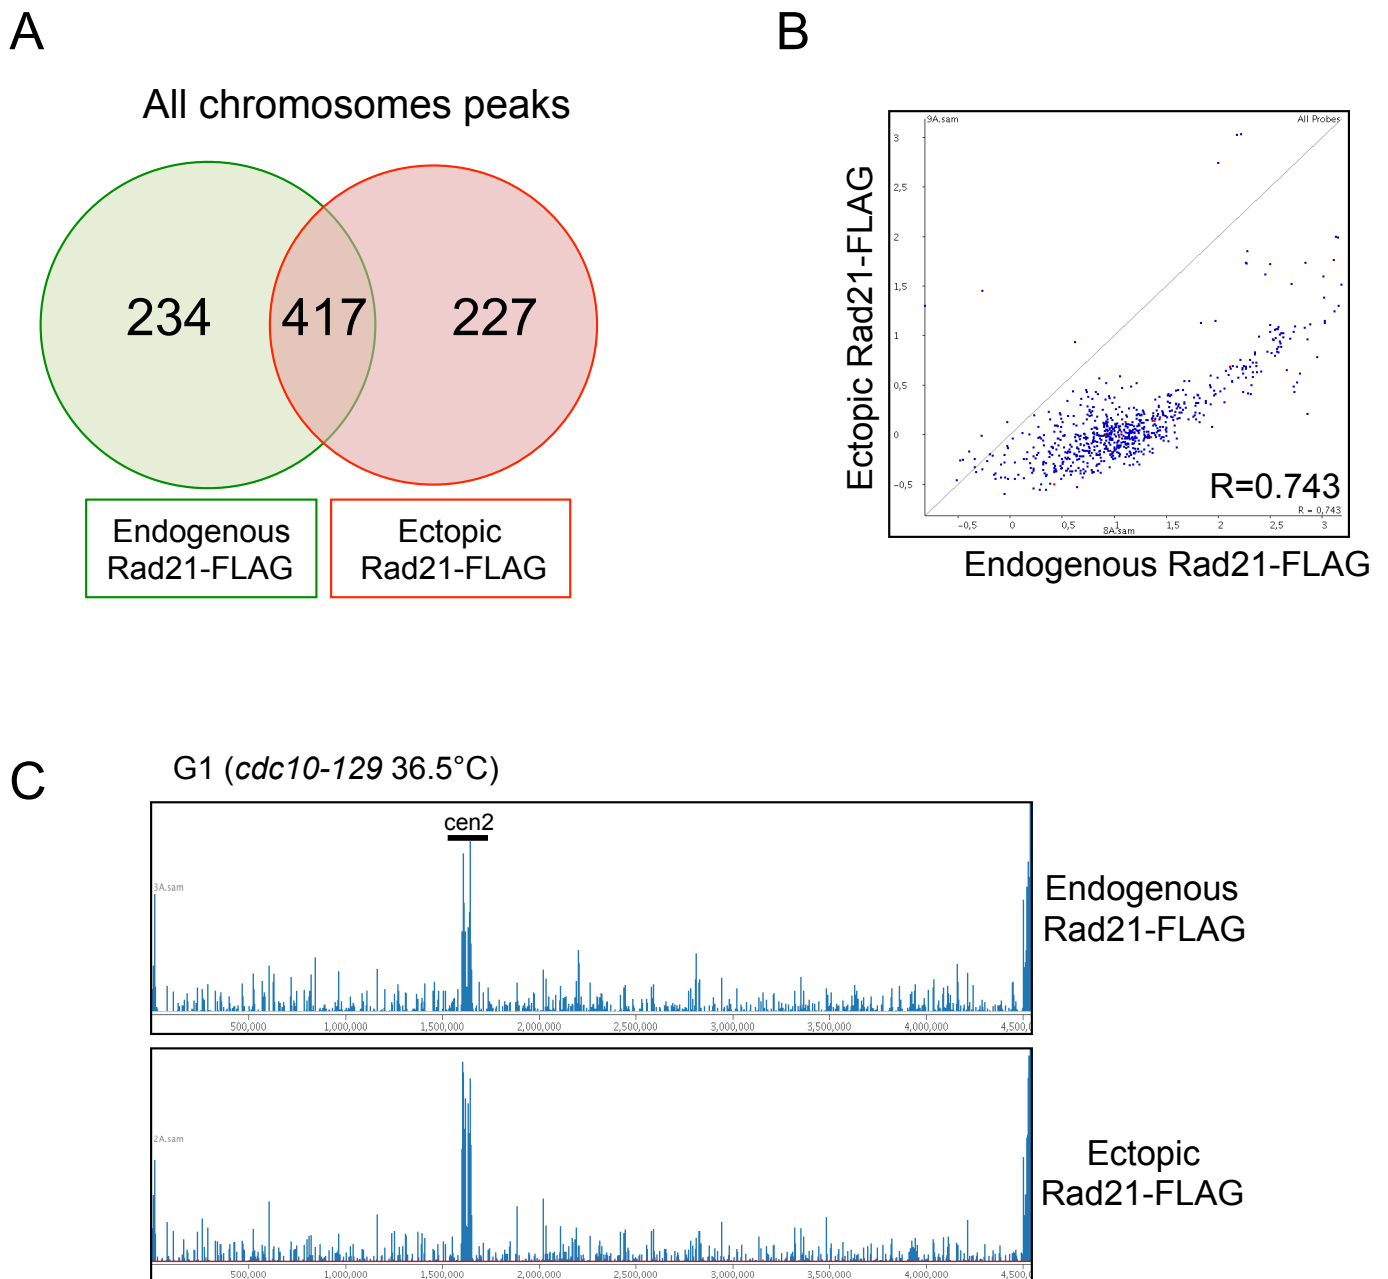 A
All chromosomes peaks
234 417 227
Endogenous
Rad21-FLAG
Ectopic
Rad21-FLAG
B
9A.sam
All Probes
Ectopic Rad21-FLAG
3
2,5
2
1,5
1
0,5
0
-0,5
R=0.743
R = 0,743
-0,5 0 0,5 1 1,5 2 2,5 3
8A.sam
Endogenous Rad21-FLAG
C
G1 (cdc10-129 36.5°C)
cen2
3A.sam
500,000 1,000,000 1,500,000 2,000,000 2,500,000 3,000,000 3,500,000 4,000,000 4,500,0
Endogenous
Rad21-FLAG
2A.sam
500,000 1,000,000 1,500,000 2,000,000 2,500,000 3,000,000 3,500,000 4,000,000 4,500,0
Ectopic
Rad21-FLAG